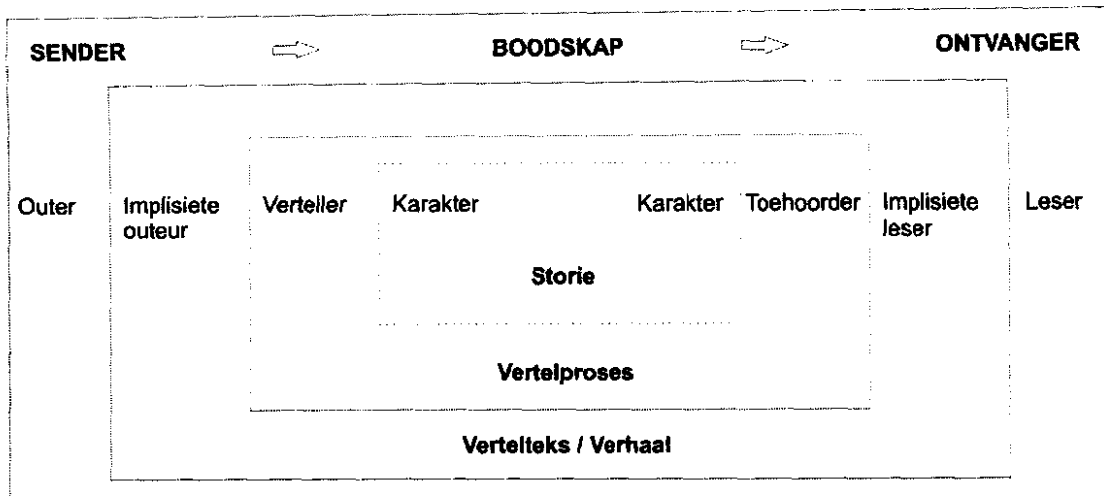 SENDER ⇨ BOODSKAP ⇨ ONTVANGER
Outer Implisiete Verteller Karakter Karakter Toehoorder Implisiete Leser
outeur leser
Storie
Vertelproses
Vertelteks / Verhaal